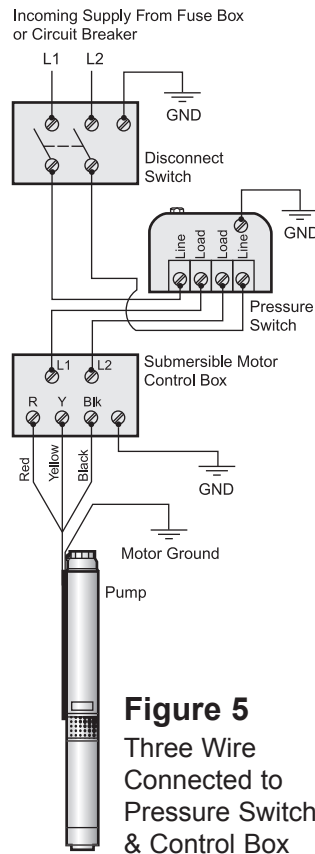 Incoming Supply From Fuse Box
or Circuit Breaker
L1 L2
GND
Disconnect
Switch
GND
Line Load Load Line
Pressure
Switch
L1 L2
Submersible Motor
Control Box
R Y Blk
Red Yellow Black
GND
Motor Ground
Pump
Figure 5
Three Wire
Connected to
Pressure Switch
& Control Box